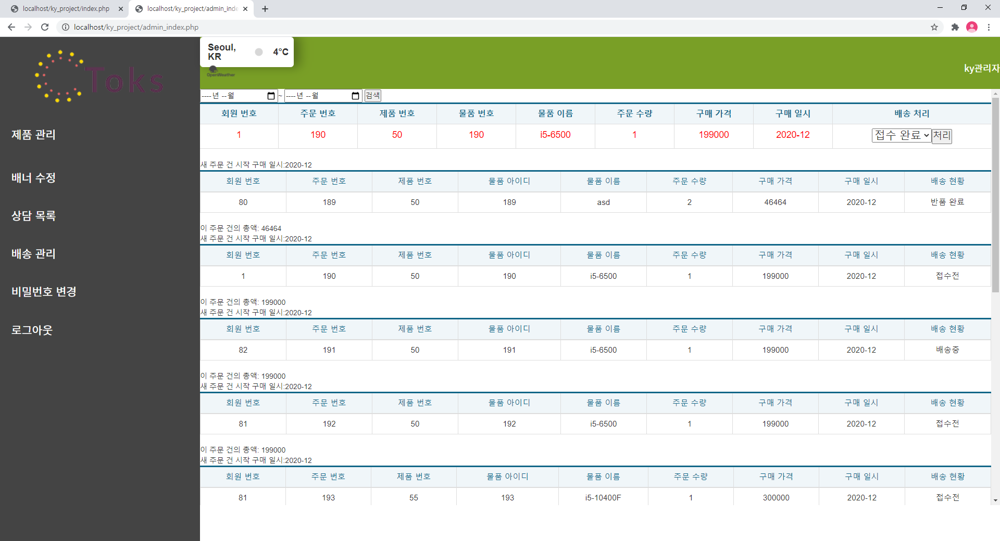 localhost/ky_project/index.php
localhost/ky_project/admin_inde
localhost/ky_project/admin_index.php
Toks
제품 관리
배너 수정
상담 목록
배송 관리
비밀번호 변경
로그아웃
Seoul, KR
4°C
OpenWeather
ky관리자
----년 --월 ~ ----년 --월 검색
회원 번호 주문 번호 제품 번호 물품 번호 물품 이름 주문 수량 구매 가격 구매 일시 배송 처리
1 190 50 190 i5-6500 1 199000 2020-12 접수 완료 처리
새 주문 건 시작 구매 일시:2020-12
회원 번호 주문 번호 제품 번호 물품 아이디 물품 이름 주문 수량 구매 가격 구매 일시 배송 현황
80 189 50 189 asd 2 46464 2020-12 반품 완료
이 주문 건의 총액: 46464
새 주문 건 시작 구매 일시:2020-12
회원 번호 주문 번호 제품 번호 물품 아이디 물품 이름 주문 수량 구매 가격 구매 일시 배송 현황
1 190 50 190 i5-6500 1 199000 2020-12 접수전
이 주문 건의 총액: 199000
새 주문 건 시작 구매 일시:2020-12
회원 번호 주문 번호 제품 번호 물품 아이디 물품 이름 주문 수량 구매 가격 구매 일시 배송 현황
82 191 50 191 i5-6500 1 199000 2020-12 배송중
이 주문 건의 총액: 199000
새 주문 건 시작 구매 일시:2020-12
회원 번호 주문 번호 제품 번호 물품 아이디 물품 이름 주문 수량 구매 가격 구매 일시 배송 현황
81 192 50 192 i5-6500 1 199000 2020-12 접수전
이 주문 건의 총액: 199000
새 주문 건 시작 구매 일시:2020-12
회원 번호 주문 번호 제품 번호 물품 아이디 물품 이름 주문 수량 구매 가격 구매 일시 배송 현황
81 193 55 193 i5-10400F 1 300000 2020-12 접수전